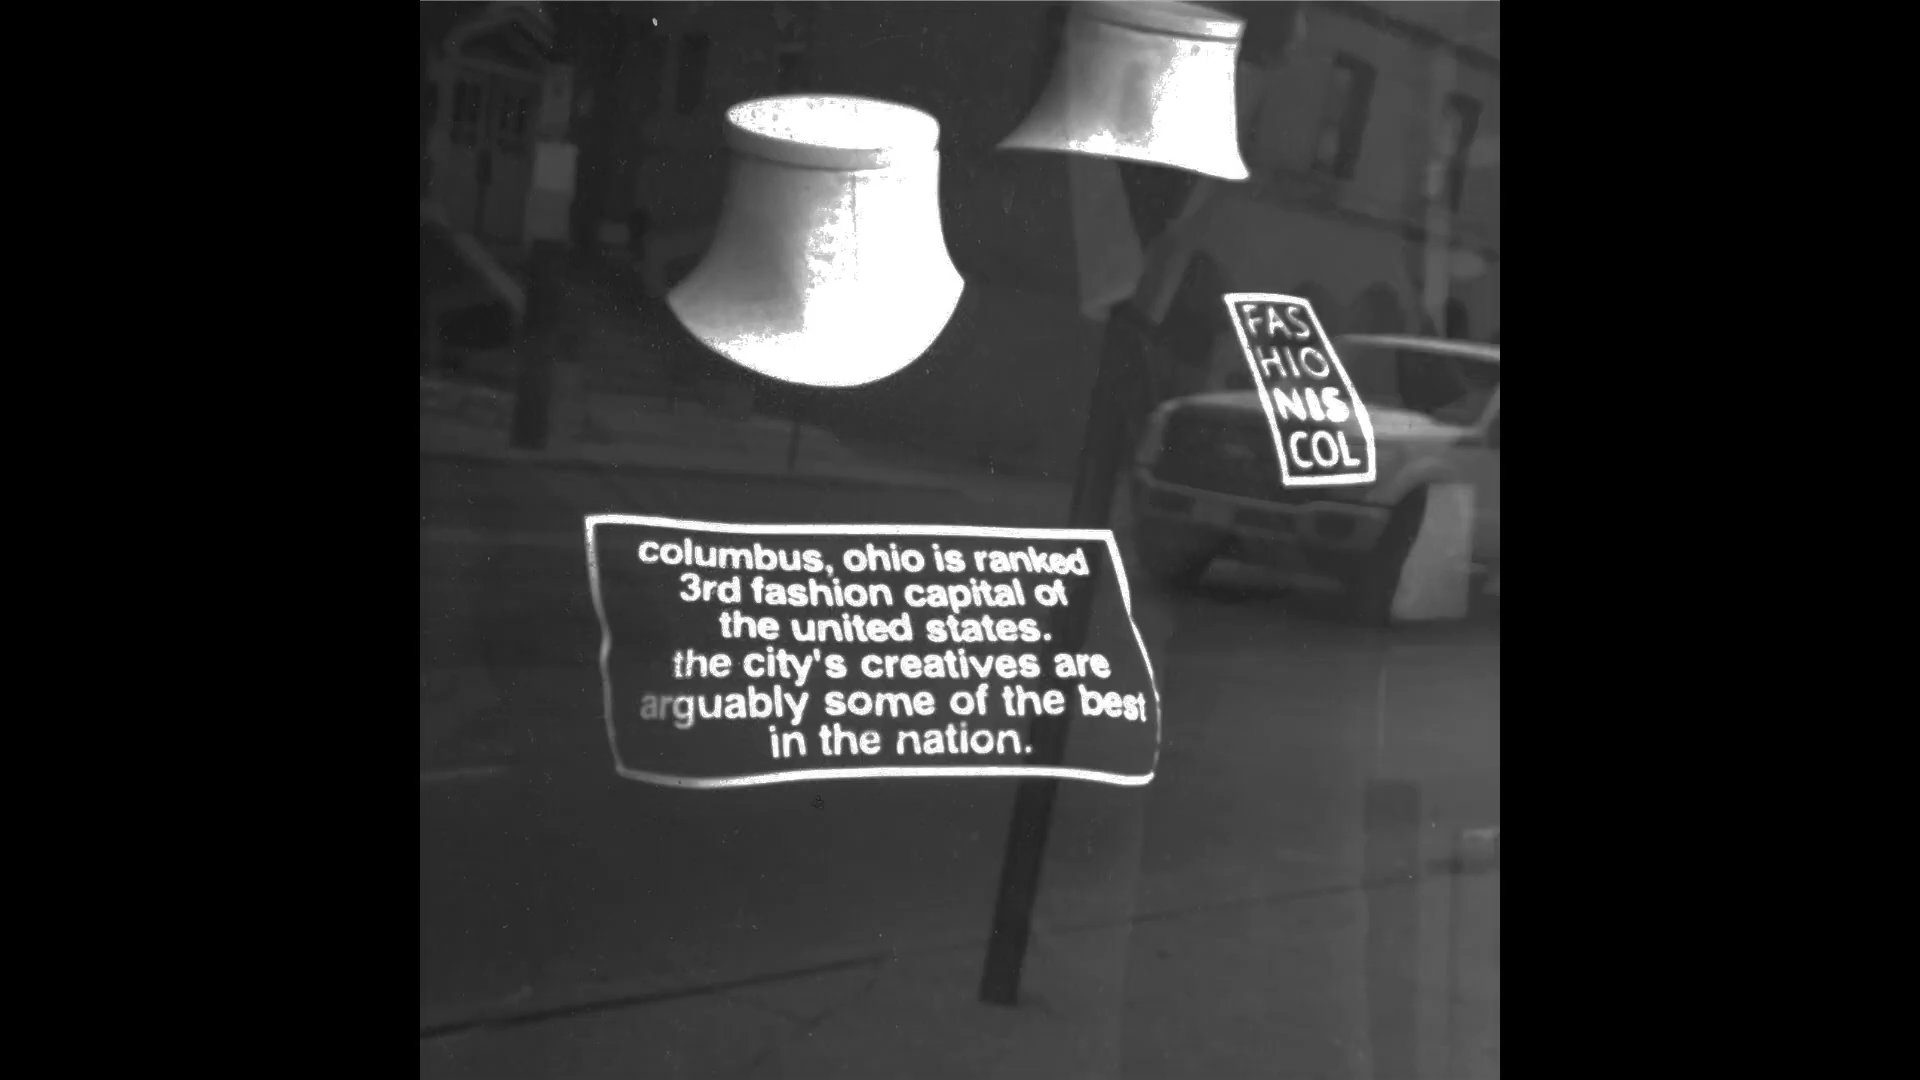 FAS
HIO
NIS
COL
columbus, ohio is ranked
3rd fashion capital of
the united states.
the city's creatives are
arguably some of the best
in the nation.